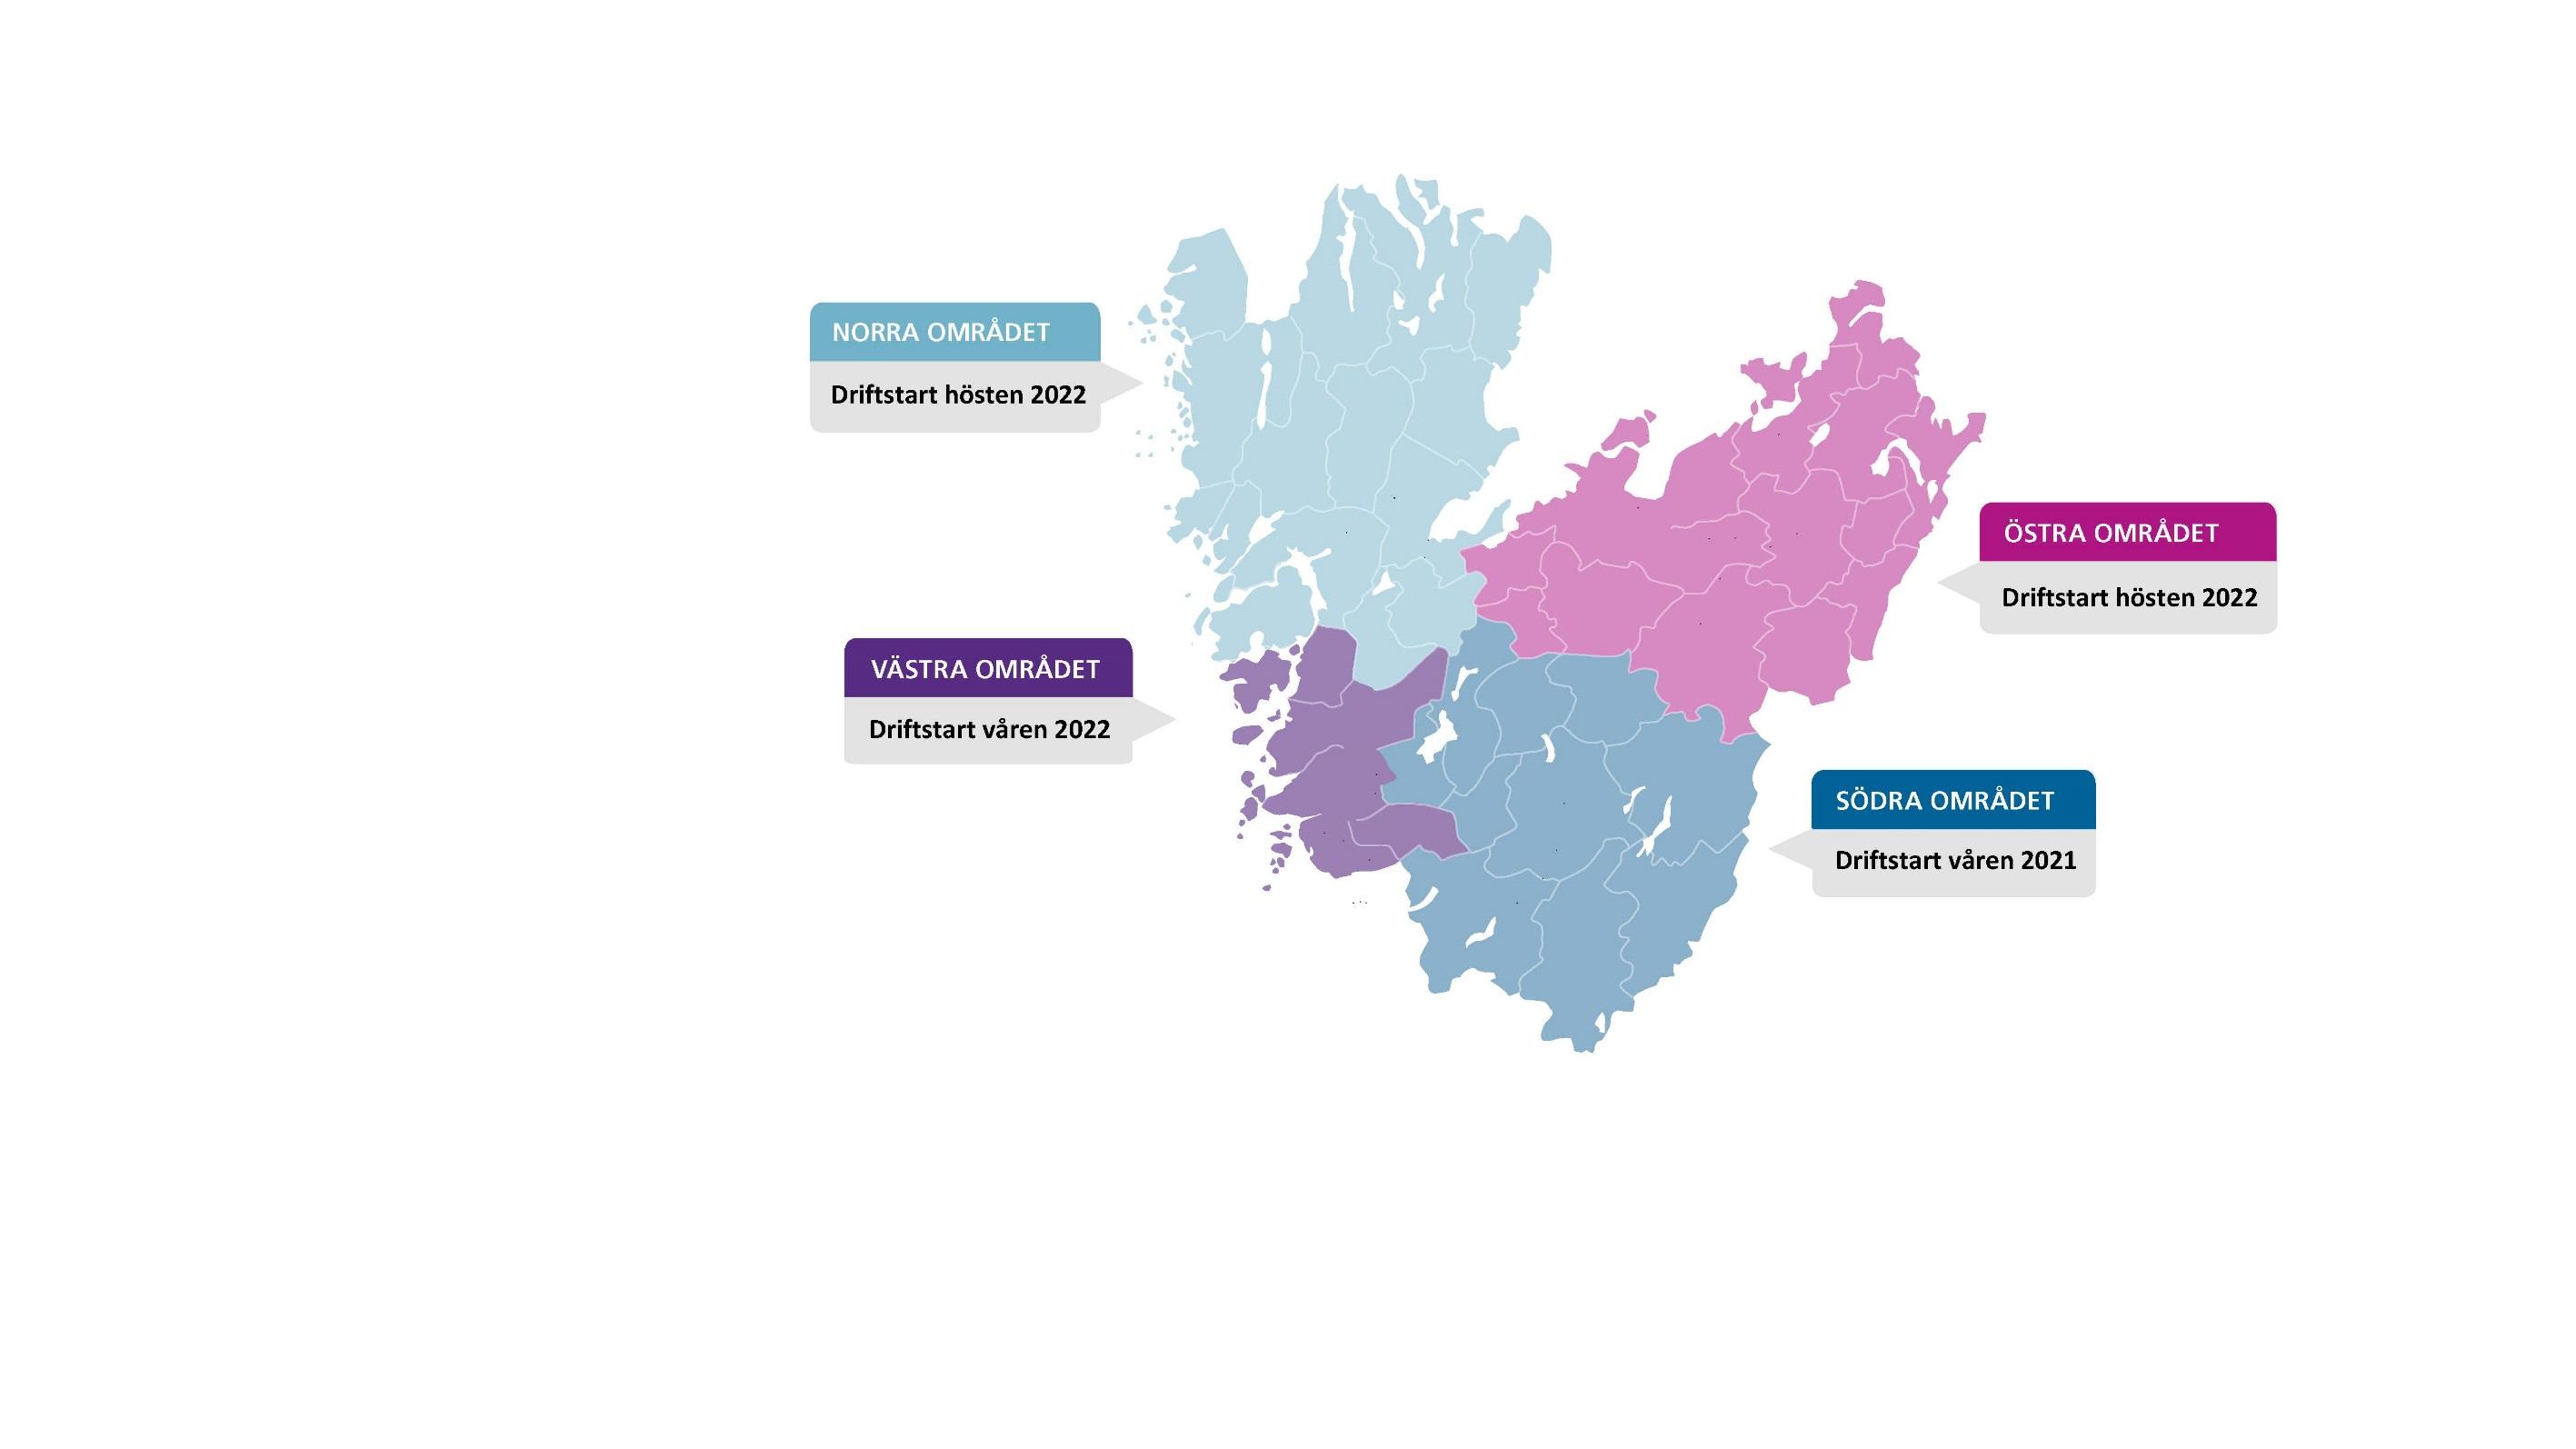 NORRA OMRÅDET
Driftstart hösten 2022
ÖSTRA OMRÅDET
Driftstart hösten 2022
VÄSTRA OMRÅDET
Driftstart våren 2022
SÖDRA OMRÅDET
Driftstart våren 2021